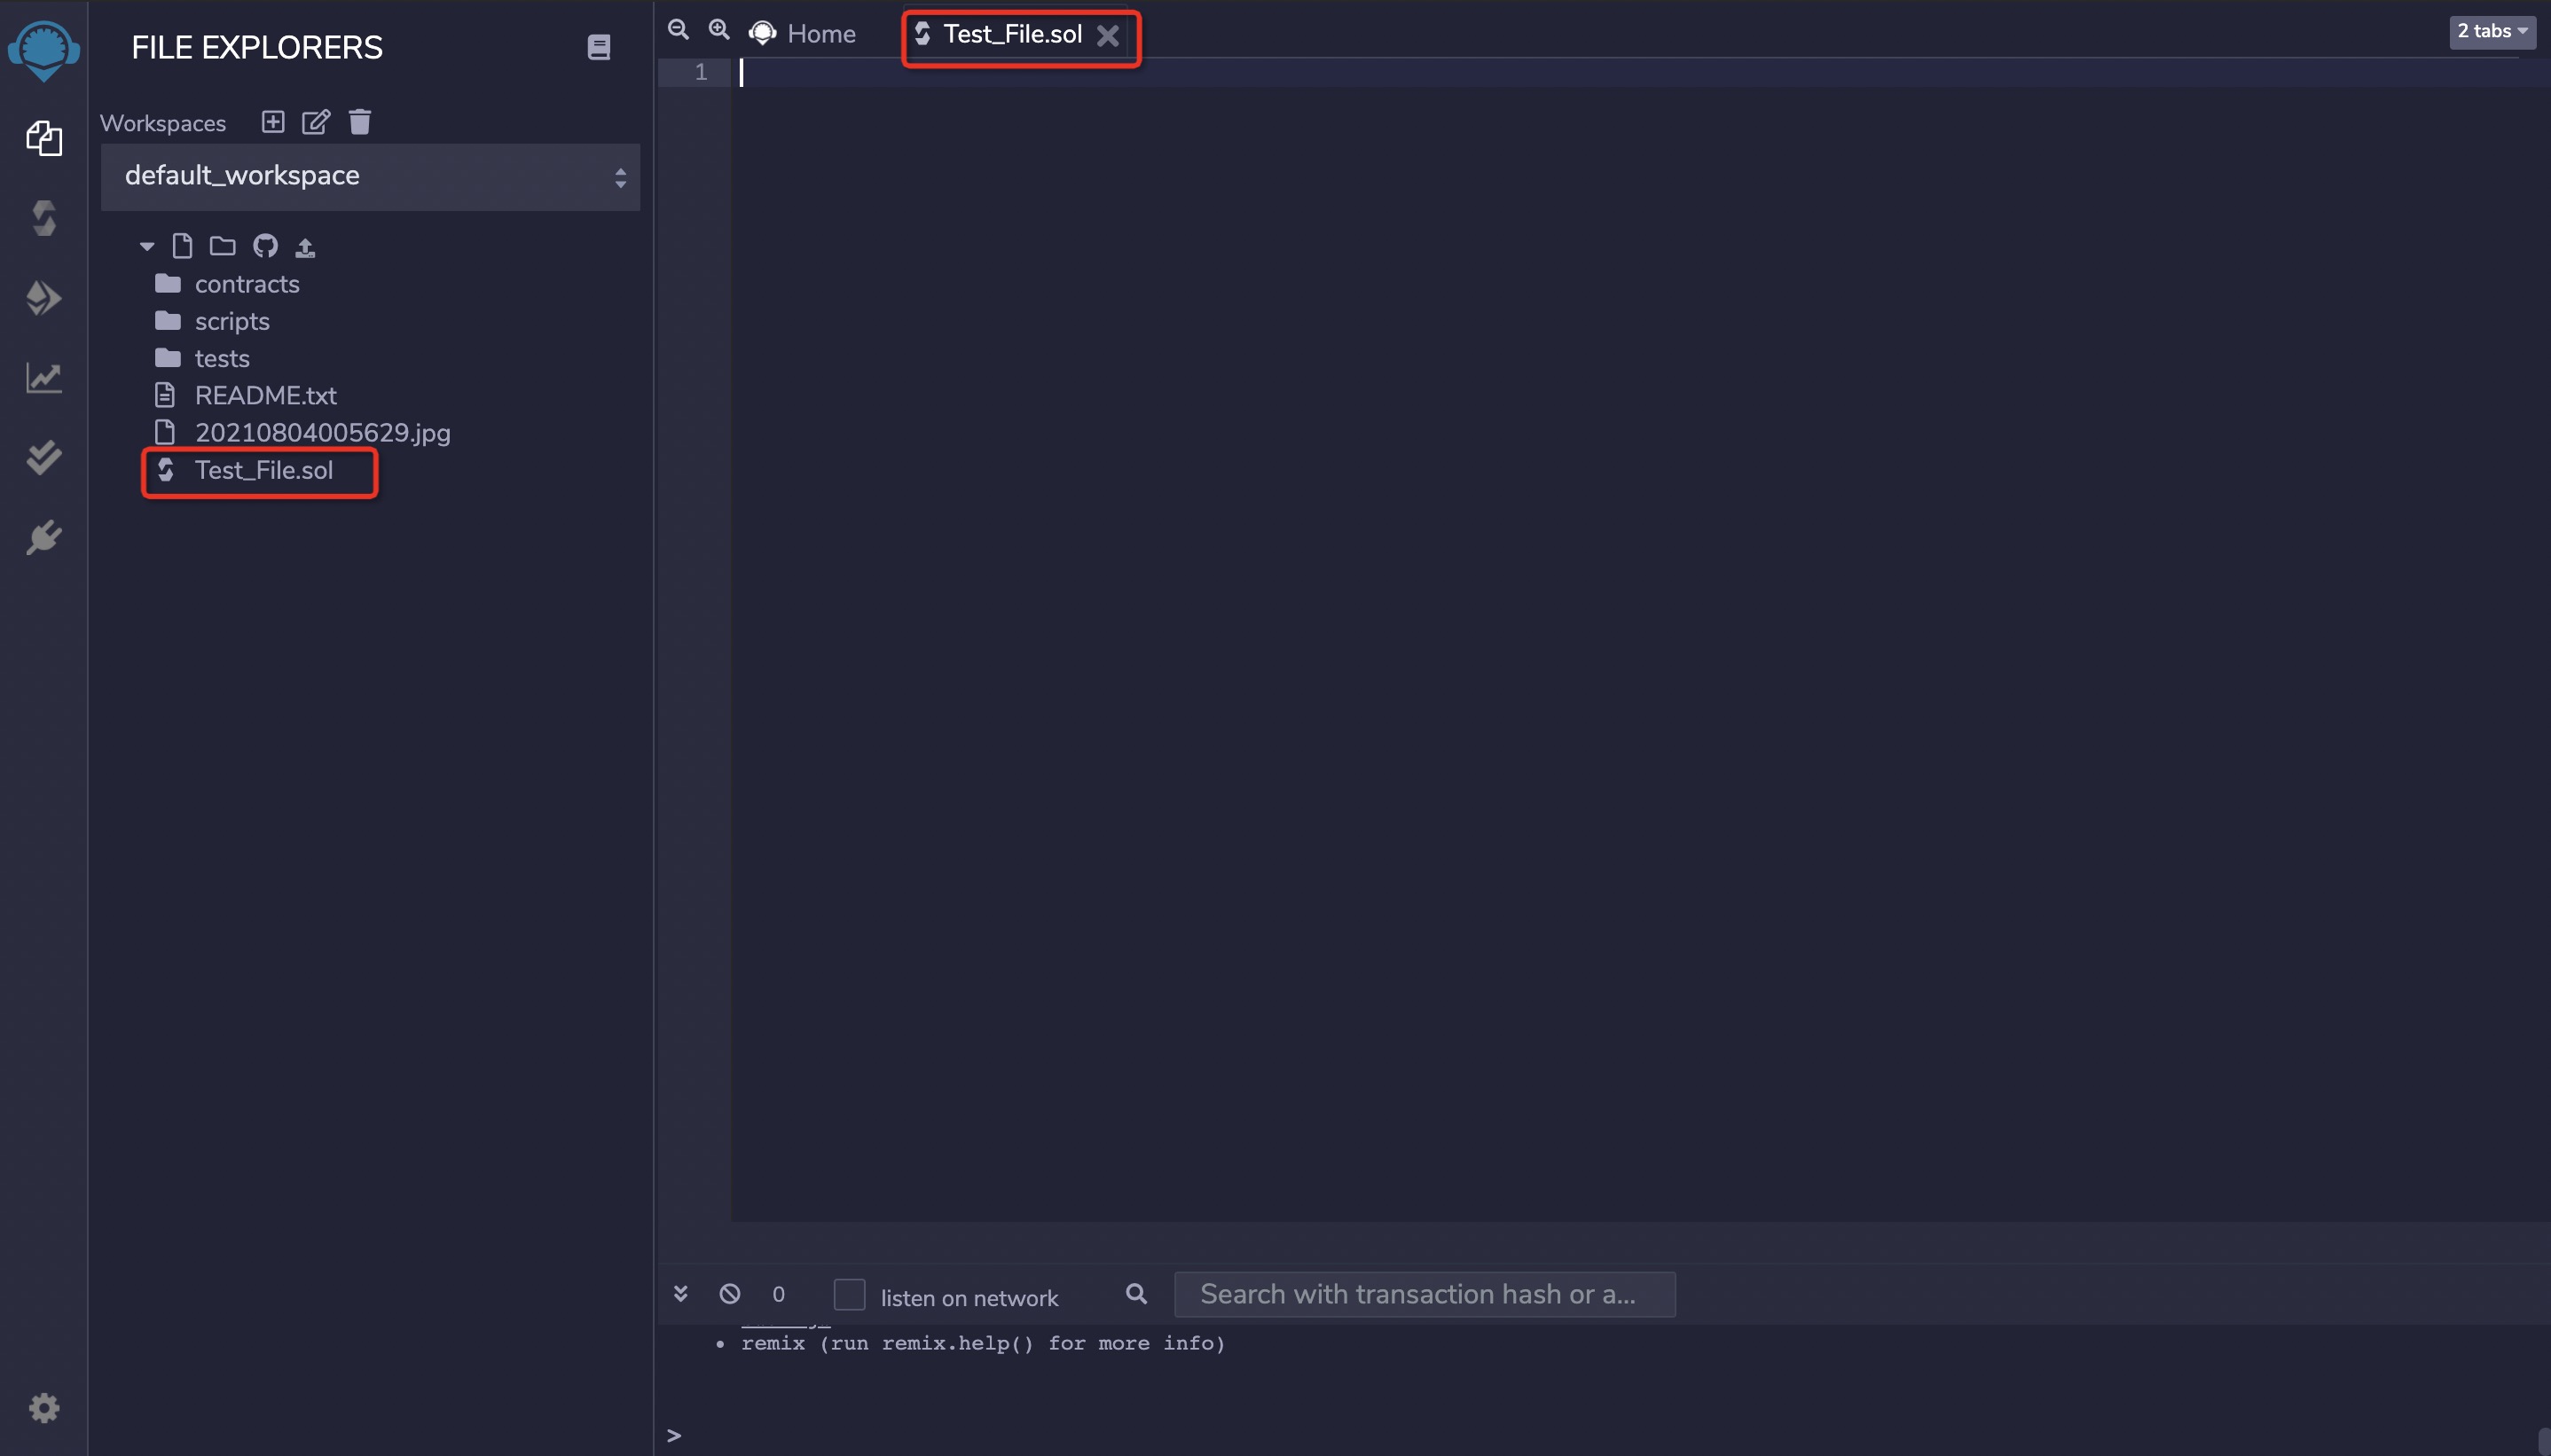 FILE EXPLORERS
Workspaces
default_workspace
contracts
scripts
tests
README.txt
20210804005629.jpg
Test_File.sol
Home
Test_File.sol
2 tabs
1
0
listen on network
Search with transaction hash or a...
remix (run remix.help() for more info)
>